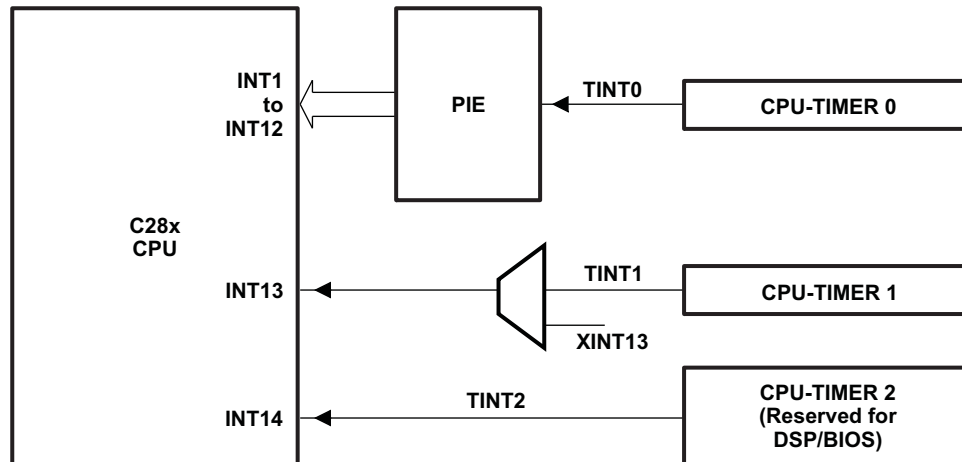 INT1
to
INT12
PIE
TINT0
CPU-TIMER 0
C28x
CPU
INT13
TINT1
CPU-TIMER 1
XINT13
INT14
TINT2
CPU-TIMER 2
(Reserved for
DSP/BIOS)